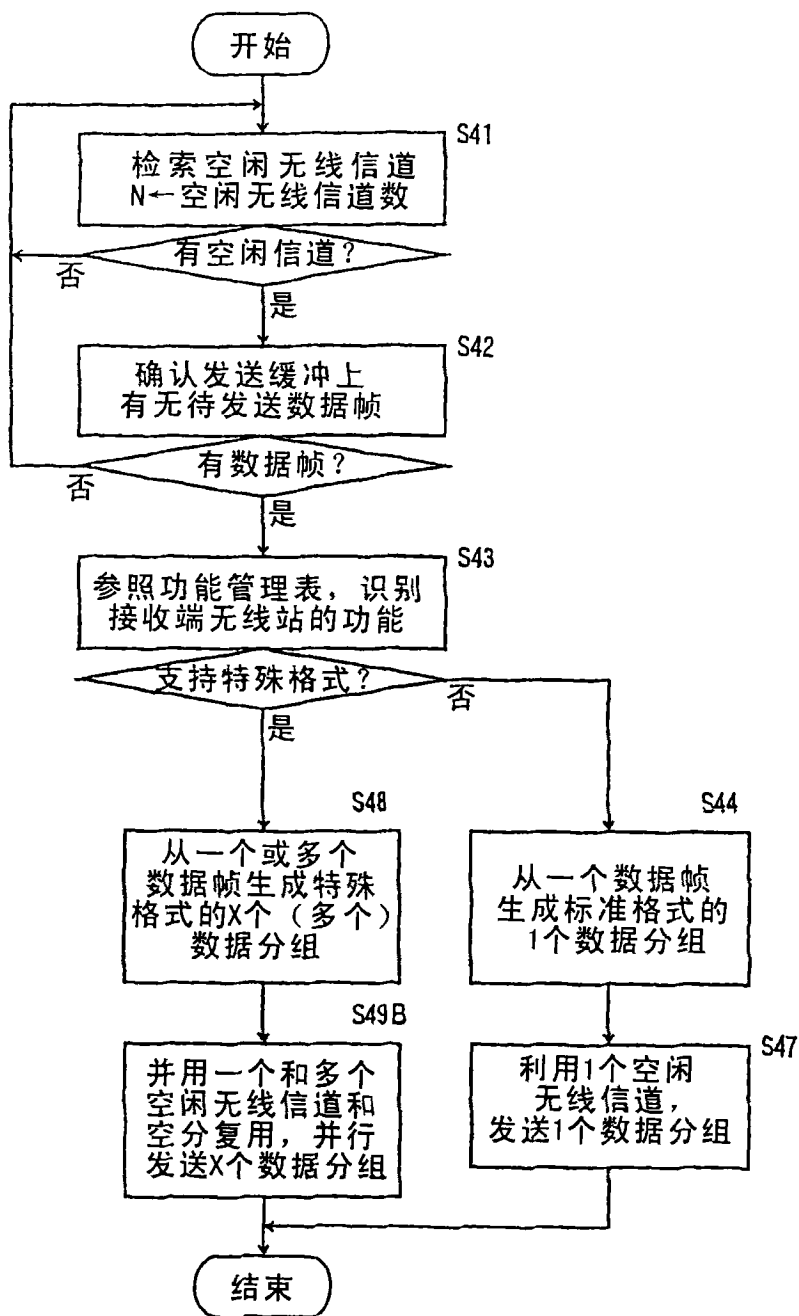 开始
S41
检索空闲无线信道
N←空闲无线信道数
有空闲信道？
否
是
S42
确认发送缓冲上
有无待发送数据帧
有数据帧？
否
是
S43
参照功能管理表，识别
接收端无线站的功能
支持特殊格式？
否
是
S48
从一个或多个
数据帧生成特殊
格式的X个（多个）
数据分组
S44
从一个数据帧
生成标准格式的
1个数据分组
S49B
并用一个和多个
空闲无线信道和
空分复用，并行
发送X个数据分组
S47
利用1个空闲
无线信道，
发送1个数据分组
结束